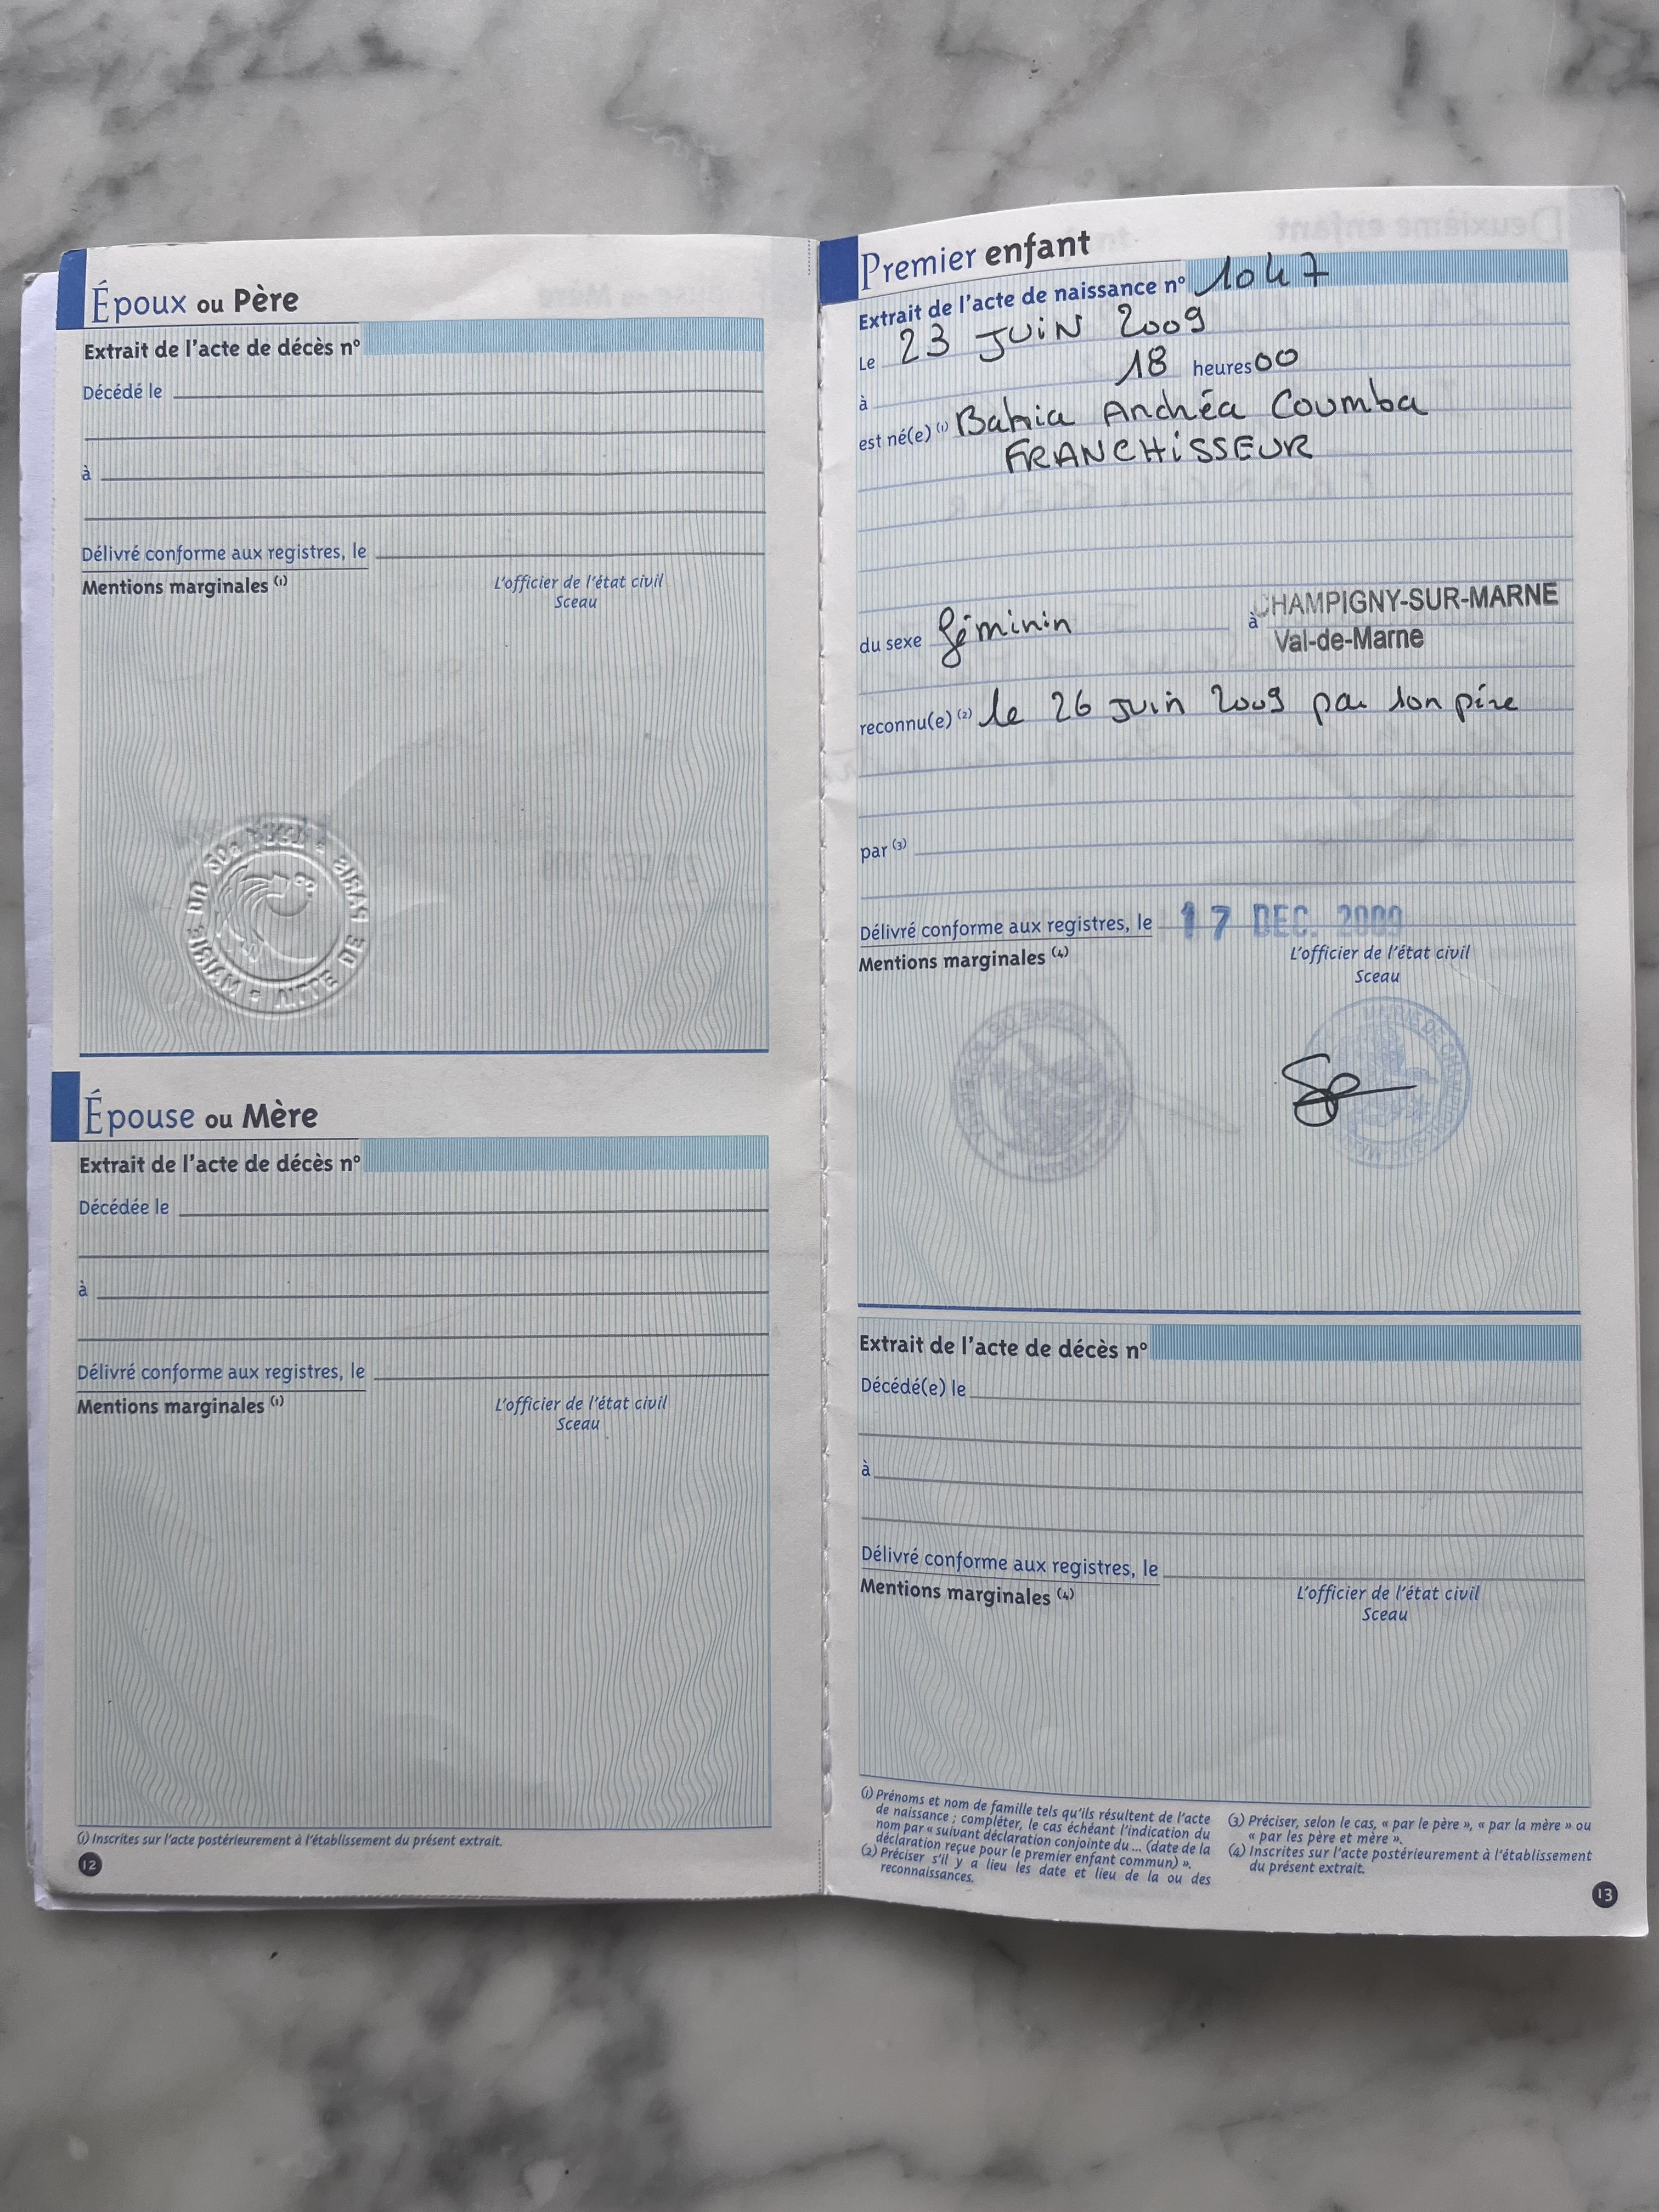 Époux ou Père
Extrait de l'acte de décès n°
Décédé le
à
Délivré conforme aux registres, le
Mentions marginales (1)
L'officier de l'état civil
Sceau
Épouse ou Mère
Extrait de l'acte de décès n°
Décédée le
à
Délivré conforme aux registres, le
Mentions marginales (1)
L'officier de l'état civil
Sceau
(1) Inscrites sur l'acte postérieurement à l'établissement du présent extrait.
12
Premier enfant
Extrait de l'acte de naissance n° 1047
Le 23 JUIN 2009
à 18 heures 00
est né(e) (1) Bahia Andréa Coumba
FRANCHISSEUR
du sexe féminin à CHAMPIGNY-SUR-MARNE
Val-de-Marne
reconnu(e) (2) le 26 juin 2009 par son père
par (3)
Délivré conforme aux registres, le 17 DEC. 2009
Mentions marginales (4)
L'officier de l'état civil
Sceau
Extrait de l'acte de décès n°
Décédé(e) le
à
Délivré conforme aux registres, le
Mentions marginales (4)
L'officier de l'état civil
Sceau
(1) Prénoms et nom de famille tels qu'ils résultent de l'acte
de naissance ; compléter, le cas échéant l'indication du
nom par « suivant déclaration conjointe du ... (date de la
déclaration reçue pour le premier enfant commun) ».
(2) Préciser s'il y a lieu les date et lieu de la ou des
reconnaissances.
(3) Préciser, selon le cas, « par le père », « par la mère » ou
« par les père et mère ».
(4) Inscrites sur l'acte postérieurement à l'établissement
du présent extrait.
13